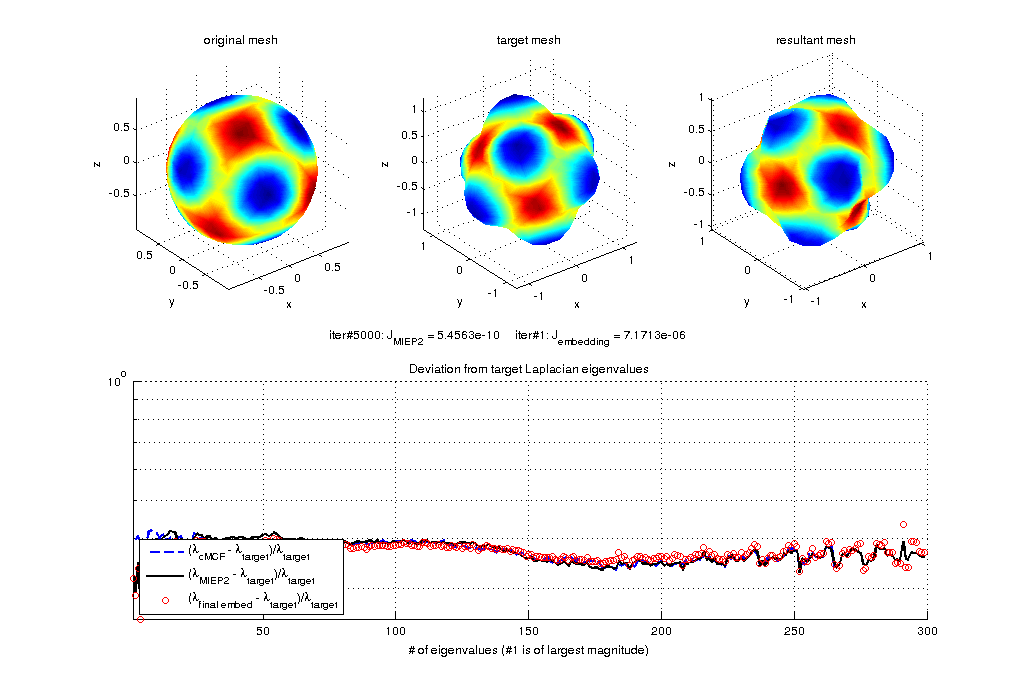 original mesh
target mesh
resultant mesh
0.5
0
-0.5
z
0.5
0
-0.5
y
-0.5
0
0.5
x
1
0.5
0
-0.5
-1
z
1
0
-1
y
-1
0
1
x
1
0.5
0
-0.5
-1
z
1
0
-1
y
-1
0
1
x
iter#5000: J_MIEP2 = 5.4563e-10 iter#1: J_embedding = 7.1713e-06
Deviation from target Laplacian eigenvalues
10^0
(λ_cMCF - λ_target)/λ_target
(λ_MIEP2 - λ_target)/λ_target
(λ_final embed - λ_target)/λ_target
50 100 150 200 250 300
# of eigenvalues (#1 is of largest magnitude)